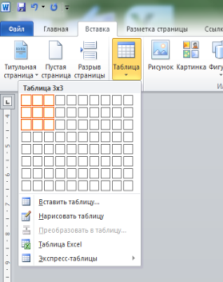 W
Файл Главная Вставка Разметка страницы Ссылк
Титульная страница Пустая страница Разрыв страницы Таблица Рисунок Картинка Фигу
Таблица 3x3
L
Вставить таблицу...
Нарисовать таблицу
Преобразовать в таблицу...
Таблица Excel
Экспресс-таблицы